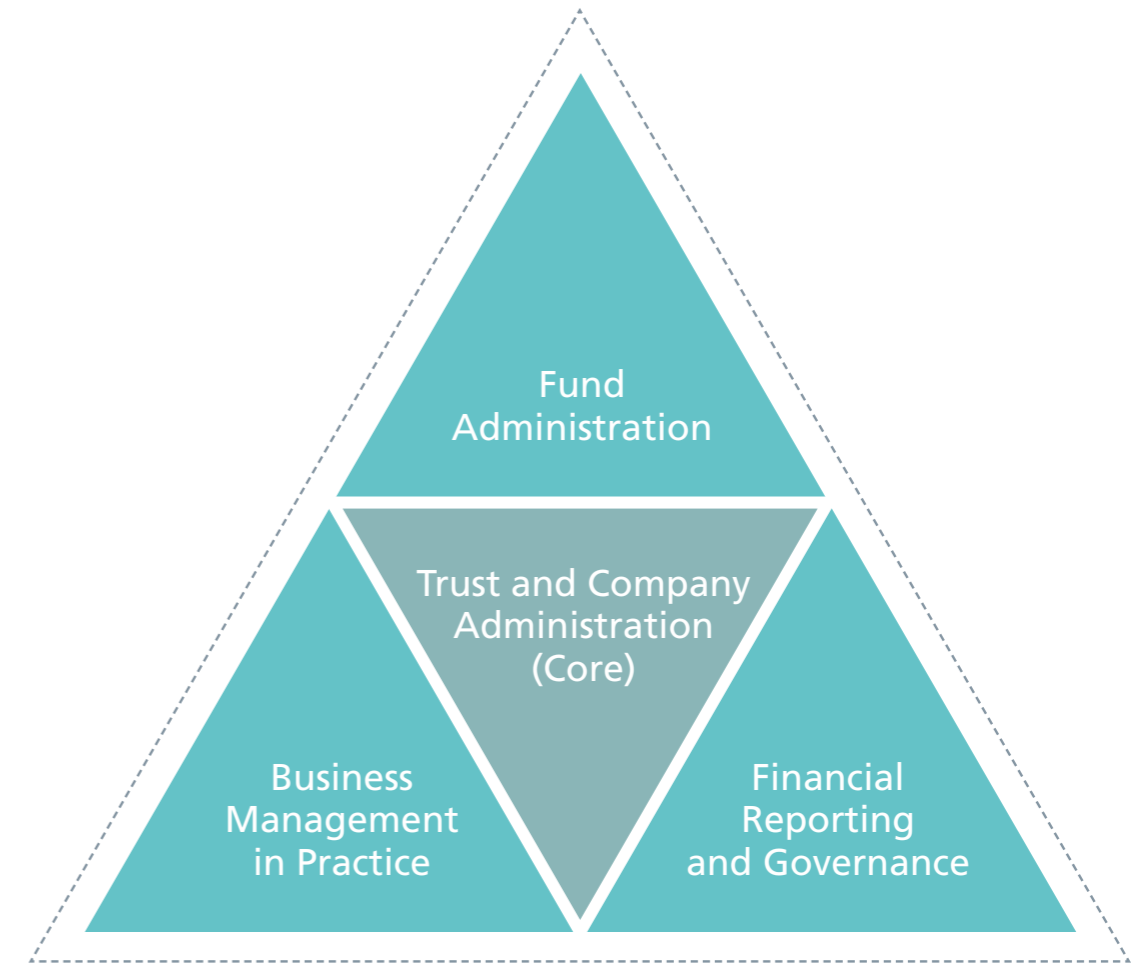 Fund
Administration
Trust and Company
Administration
(Core)
Business
Management
in Practice
Financial
Reporting
and Governance